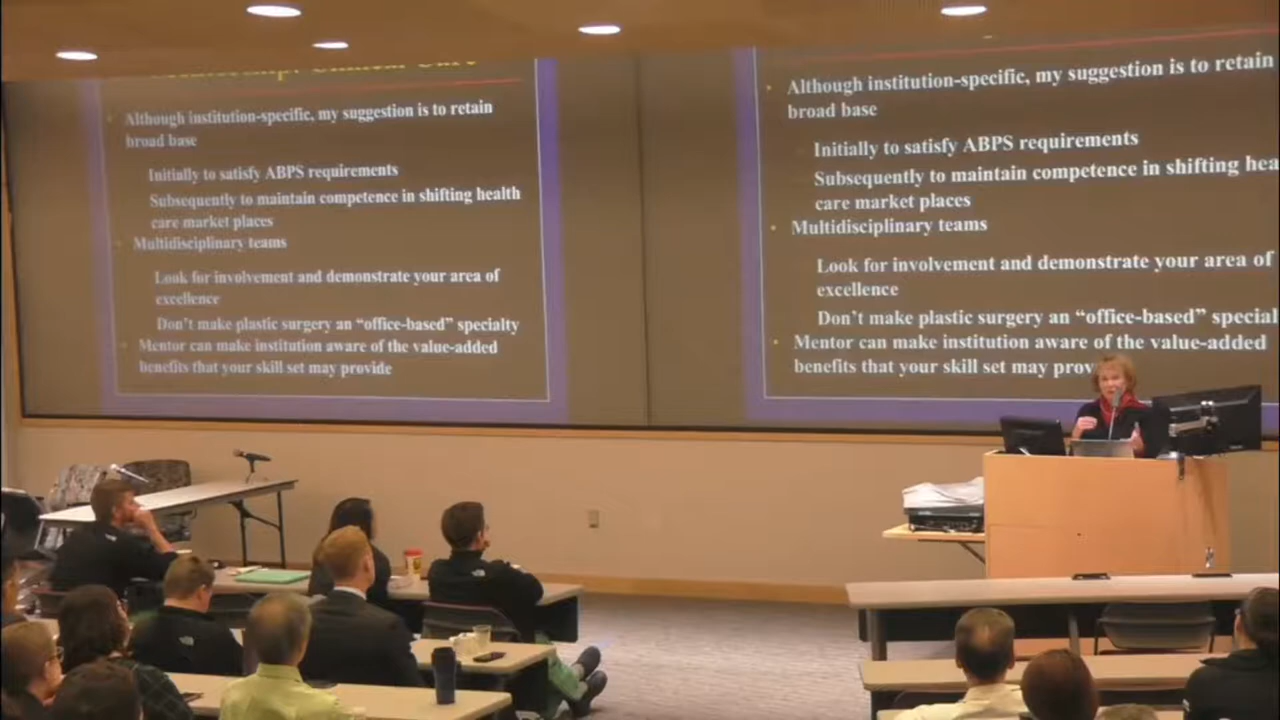 Mentorship: Clinical Care
Although institution-specific, my suggestion is to retain
broad base
Initially to satisfy ABPS requirements
Subsequently to maintain competence in shifting health
care market places
Multidisciplinary teams
Look for involvement and demonstrate your area of
excellence
Don't make plastic surgery an “office-based” specialty
Mentor can make institution aware of the value-added
benefits that your skill set may provide
Although institution-specific, my suggestion is to retain
broad base
Initially to satisfy ABPS requirements
Subsequently to maintain competence in shifting hea
care market places
Multidisciplinary teams
Look for involvement and demonstrate your area of
excellence
Don't make plastic surgery an “office-based” special
Mentor can make institution aware of the value-added
benefits that your skill set may prov